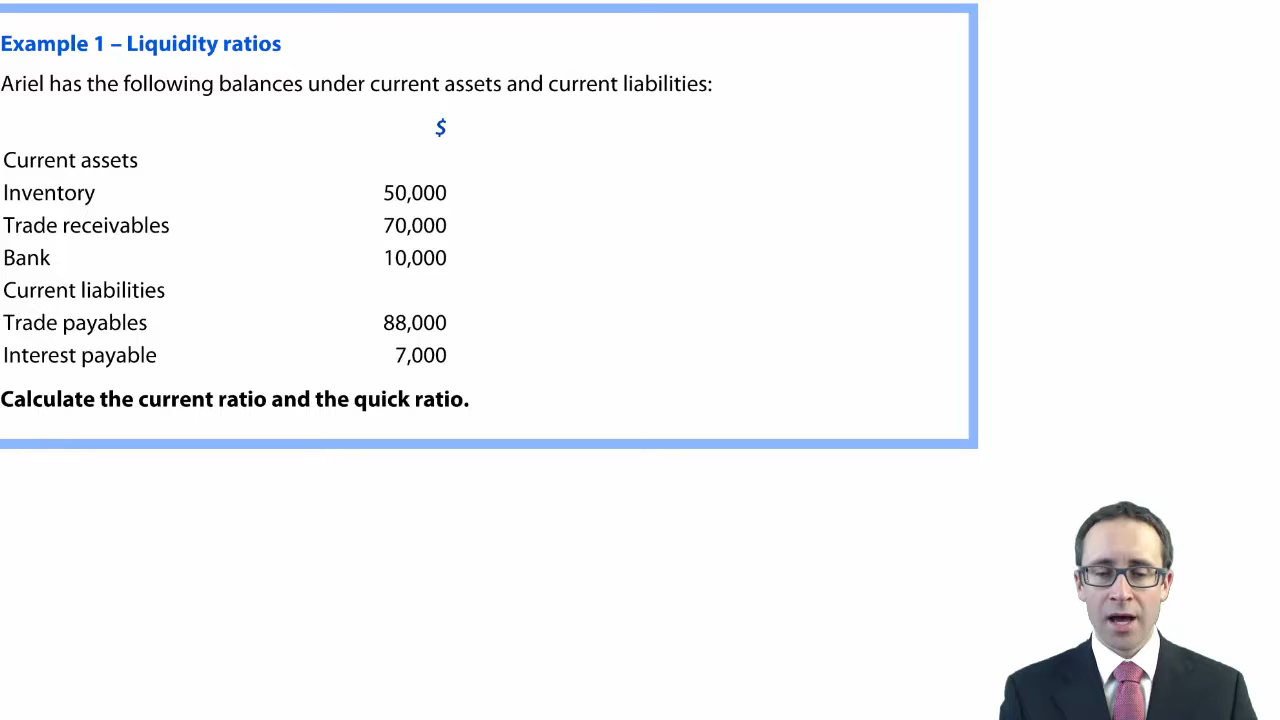 Example 1 – Liquidity ratios
Ariel has the following balances under current assets and current liabilities:
$
Current assets
Inventory 50,000
Trade receivables 70,000
Bank 10,000
Current liabilities
Trade payables 88,000
Interest payable 7,000
Calculate the current ratio and the quick ratio.